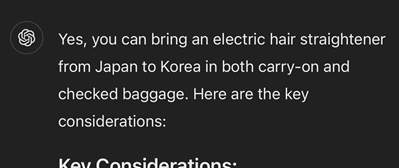 Yes, you can bring an electric hair straightener
from Japan to Korea in both carry-on and
checked baggage. Here are the key
considerations:
Key Considerations: